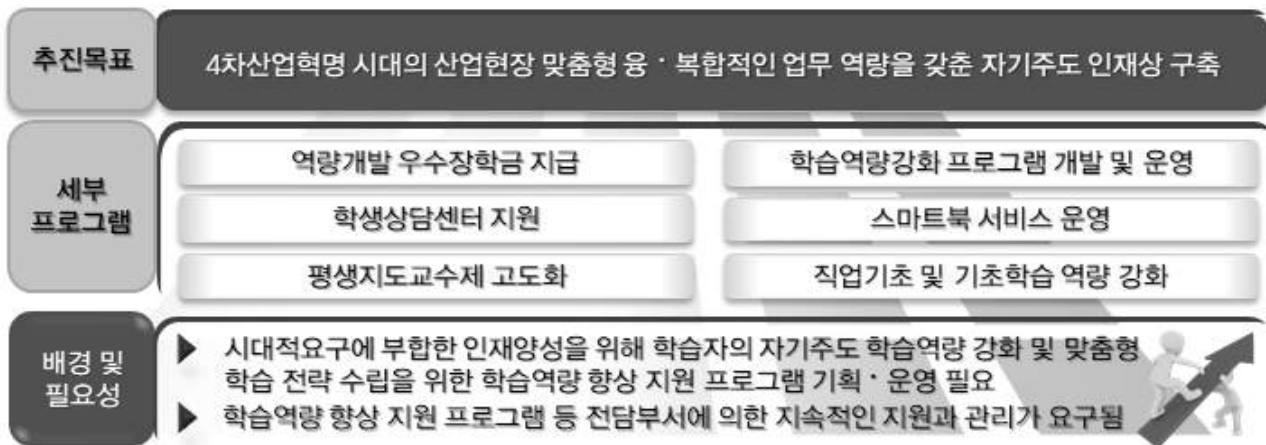 추진목표
4차산업혁명 시대의 산업현장 맞춤형 융 · 복합적인 업무 역량을 갖춘 자기주도 인재상 구축
세부
프로그램
역량개발 우수장학금 지급
학습역량강화 프로그램 개발 및 운영
학생상담센터 지원
스마트북 서비스 운영
평생지도교수제 고도화
직업기초 및 기초학습 역량 강화
배경 및
필요성
▶ 시대적요구에 부합한 인재양성을 위해 학습자의 자기주도 학습역량 강화 및 맞춤형
학습 전략 수립을 위한 학습역량 향상 지원 프로그램 기획 · 운영 필요
▶ 학습역량 향상 지원 프로그램 등 전담부서에 의한 지속적인 지원과 관리가 요구됨